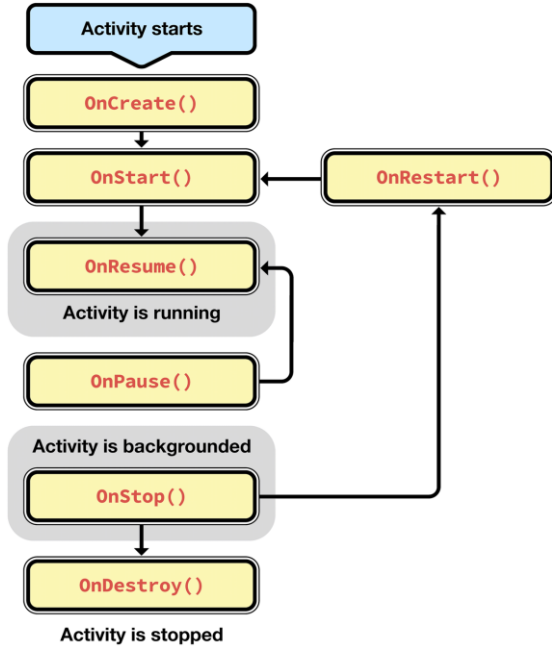 Activity starts
OnCreate()
OnStart()
OnRestart()
OnResume()
Activity is running
OnPause()
Activity is backgrounded
OnStop()
OnDestroy()
Activity is stopped